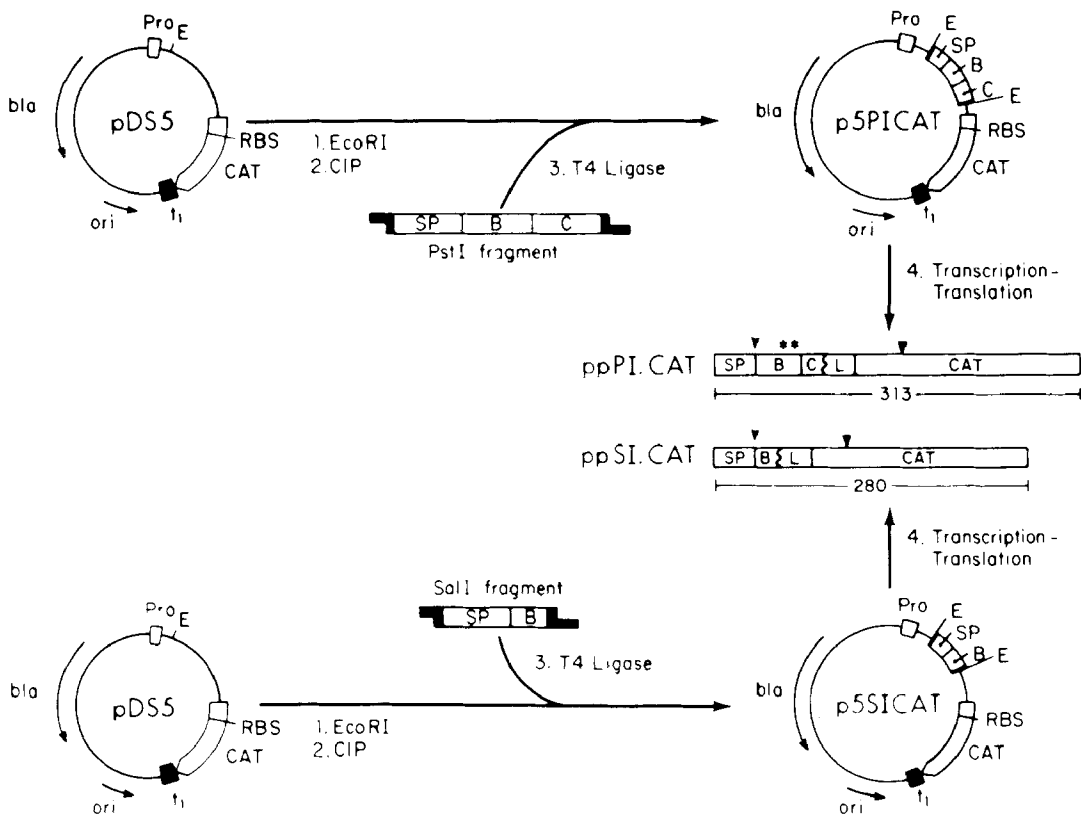 Pro
E
bla
pDS5
RBS
CAT
ori
t1
1. EcoRI
2. CIP
3. T4 Ligase
SP B C
PstI fragment
Pro
E
SP
B
C
E
bla
p5PICAT
RBS
CAT
ori
t1
4. Transcription-
Translation
**
ppPI.CAT
SP B C L CAT
313
ppSI.CAT
SP B L CAT
280
4. Transcription-
Translation
SalI fragment
SP B
3. T4 Ligase
1. EcoRI
2. CIP
Pro
E
bla
pDS5
RBS
CAT
ori
t1
Pro
E
SP
B
E
bla
p5SICAT
RBS
CAT
ori
t1